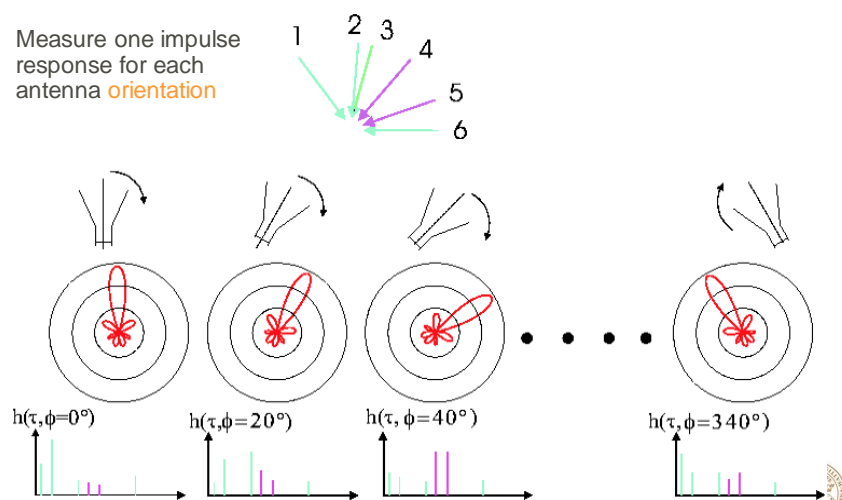 Measure one impulse
response for each
antenna orientation
1
2
3
4
5
6
h(τ,ϕ=0°)
h(τ,ϕ=20°)
h(τ,ϕ=40°)
h(τ,ϕ=340°)